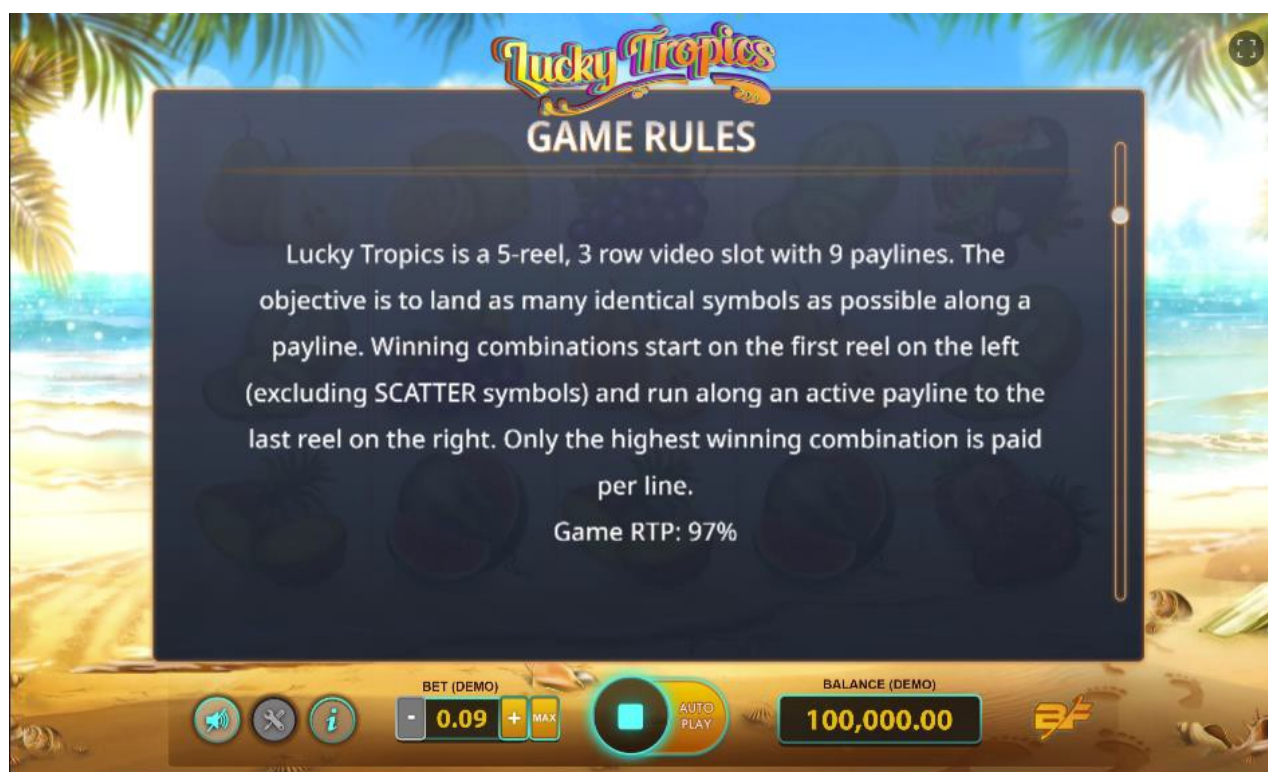 Lucky Tropics
GAME RULES
Lucky Tropics is a 5-reel, 3 row video slot with 9 paylines. The
objective is to land as many identical symbols as possible along a
payline. Winning combinations start on the first reel on the left
(excluding SCATTER symbols) and run along an active payline to the
last reel on the right. Only the highest winning combination is paid
per line.
Game RTP: 97%
BET (DEMO)
- 0.09 + MAX
AUTO
PLAY
BALANCE (DEMO)
100,000.00
i
BF